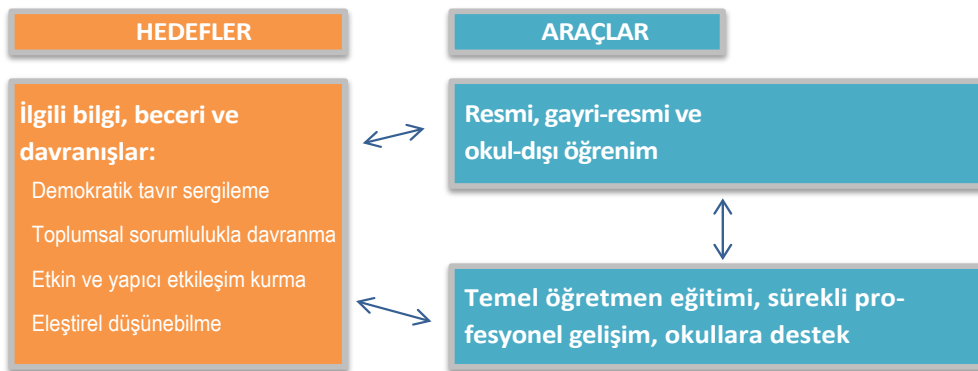 HEDEFLER
ARAÇLAR
İlgili bilgi, beceri ve
davranışlar:
Demokratik tavır sergileme
Toplumsal sorumlulukla davranma
Etkin ve yapıcı etkileşim kurma
Eleştirel düşünebilme
Resmi, gayri-resmi ve
okul-dışı öğrenim
Temel öğretmen eğitimi, sürekli pro-
fesyonel gelişim, okullara destek